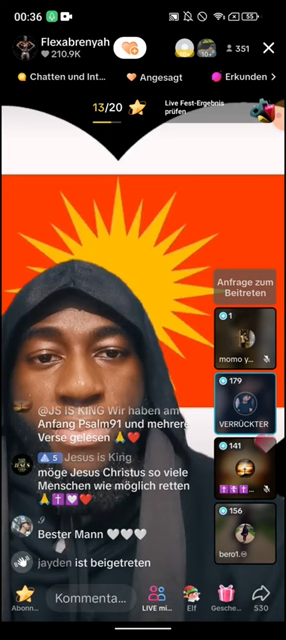 00:36
55
Flexabrenyah
210.9K
10+
351
Chatten und Int...
Angesagt
Erkunden
13/20
Live Fest-Ergebnis
prüfen
Anfrage zum
Beitreten
1
momo y...
179
VERRÜCKTER
141
156
bero1.
@JS IS KING Wir haben am
Anfang Psalm91 und mehrere
Verse gelesen 🙏❤️
5 Jesus is King
möge Jesus Christus so viele
Menschen wie möglich retten
🙏✝️💜❤️
Bester Mann 🤍🤍🤍
jayden ist beigetreten
Abonn...
Kommenta...
LIVE mi...
Elf
Gesche...
530